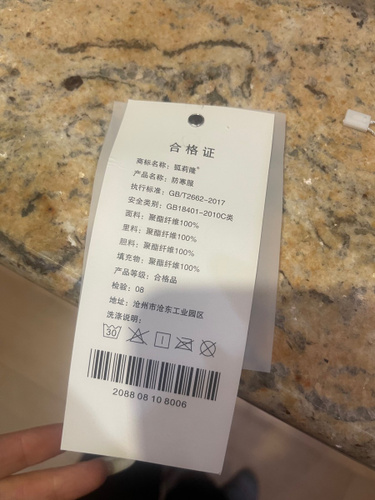 合格证
商标名称：狐莉隆®
产品名称：防寒服
执行标准：GB/T2662-2017
安全类别：GB18401-2010C类
面料：聚酯纤维100%
里料：聚酯纤维100%
胆料：聚酯纤维100%
填充物：聚酯纤维100%
产品等级：合格品
检验：08
地址：沧州市沧东工业园区
洗涤说明：
30
2088 08 10 8006